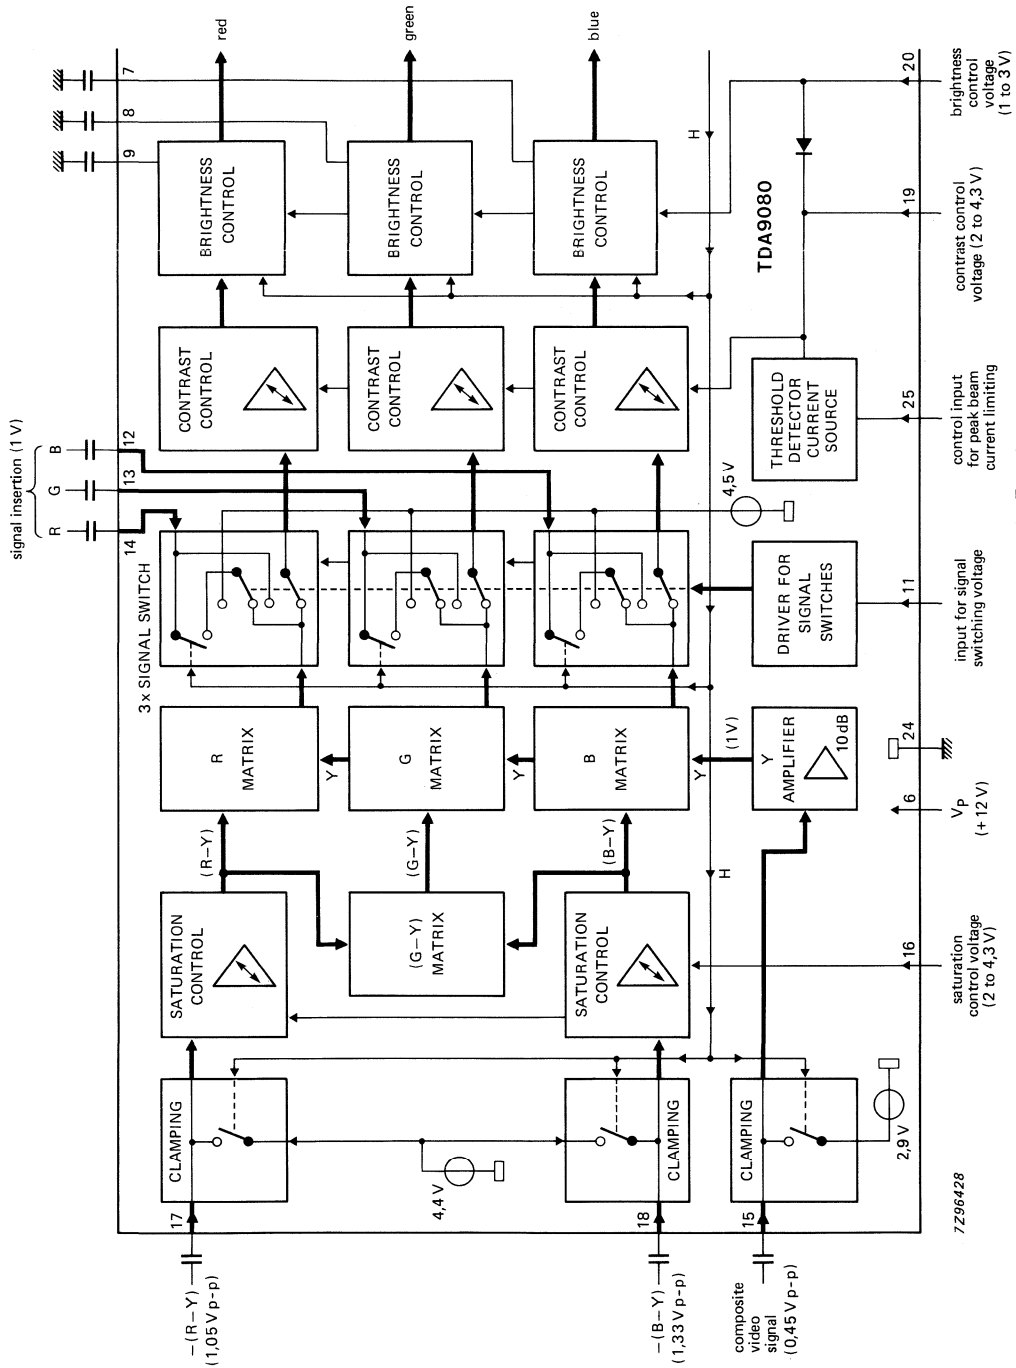 signal insertion (1 V)
R
G
B
14
13
12
9
8
7
red
green
blue
3 x SIGNAL SWITCH
−(R−Y)
(1,05 V p-p)
17
CLAMPING
SATURATION
CONTROL
(R−Y)
R
MATRIX
CONTRAST
CONTROL
BRIGHTNESS
CONTROL
4,4 V
(G−Y)
MATRIX
(G−Y)
Y
G
MATRIX
CONTRAST
CONTROL
BRIGHTNESS
CONTROL
−(B−Y)
(1,33 V p-p)
18
CLAMPING
SATURATION
CONTROL
(B−Y)
Y
B
MATRIX
CONTRAST
CONTROL
BRIGHTNESS
CONTROL
H
H
Y
(1V)
4,5 V
TDA9080
composite
video
signal
(0,45 V p-p)
15
CLAMPING
2,9 V
Y
AMPLIFIER
10 dB
DRIVER FOR
SIGNAL
SWITCHES
THRESHOLD
DETECTOR
CURRENT
SOURCE
16
6
24
11
25
19
20
saturation
control voltage
(2 to 4,3 V)
VP
(+ 12 V)
input for signal
switching voltage
control input
for peak beam
current limiting
contrast control
voltage (2 to 4,3 V)
brightness
control
voltage
(1 to 3 V)
7Z96428